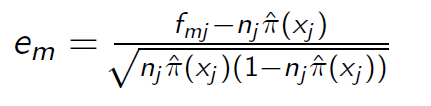 $e_m = \frac{f_{mj} - n_j \hat{\pi}(x_j)}{\sqrt{n_j \hat{\pi}(x_j)(1 - n_j \hat{\pi}(x_j))}}$